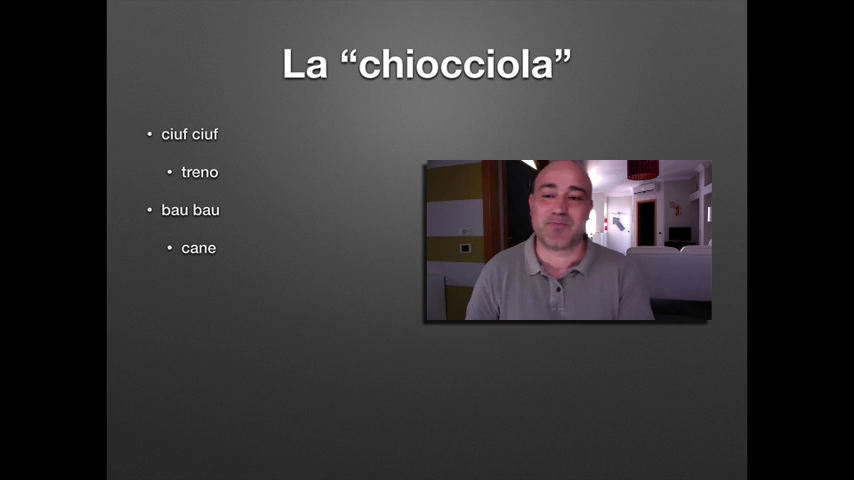 La “chiocciola”
• ciuf ciuf
• treno
• bau bau
• cane